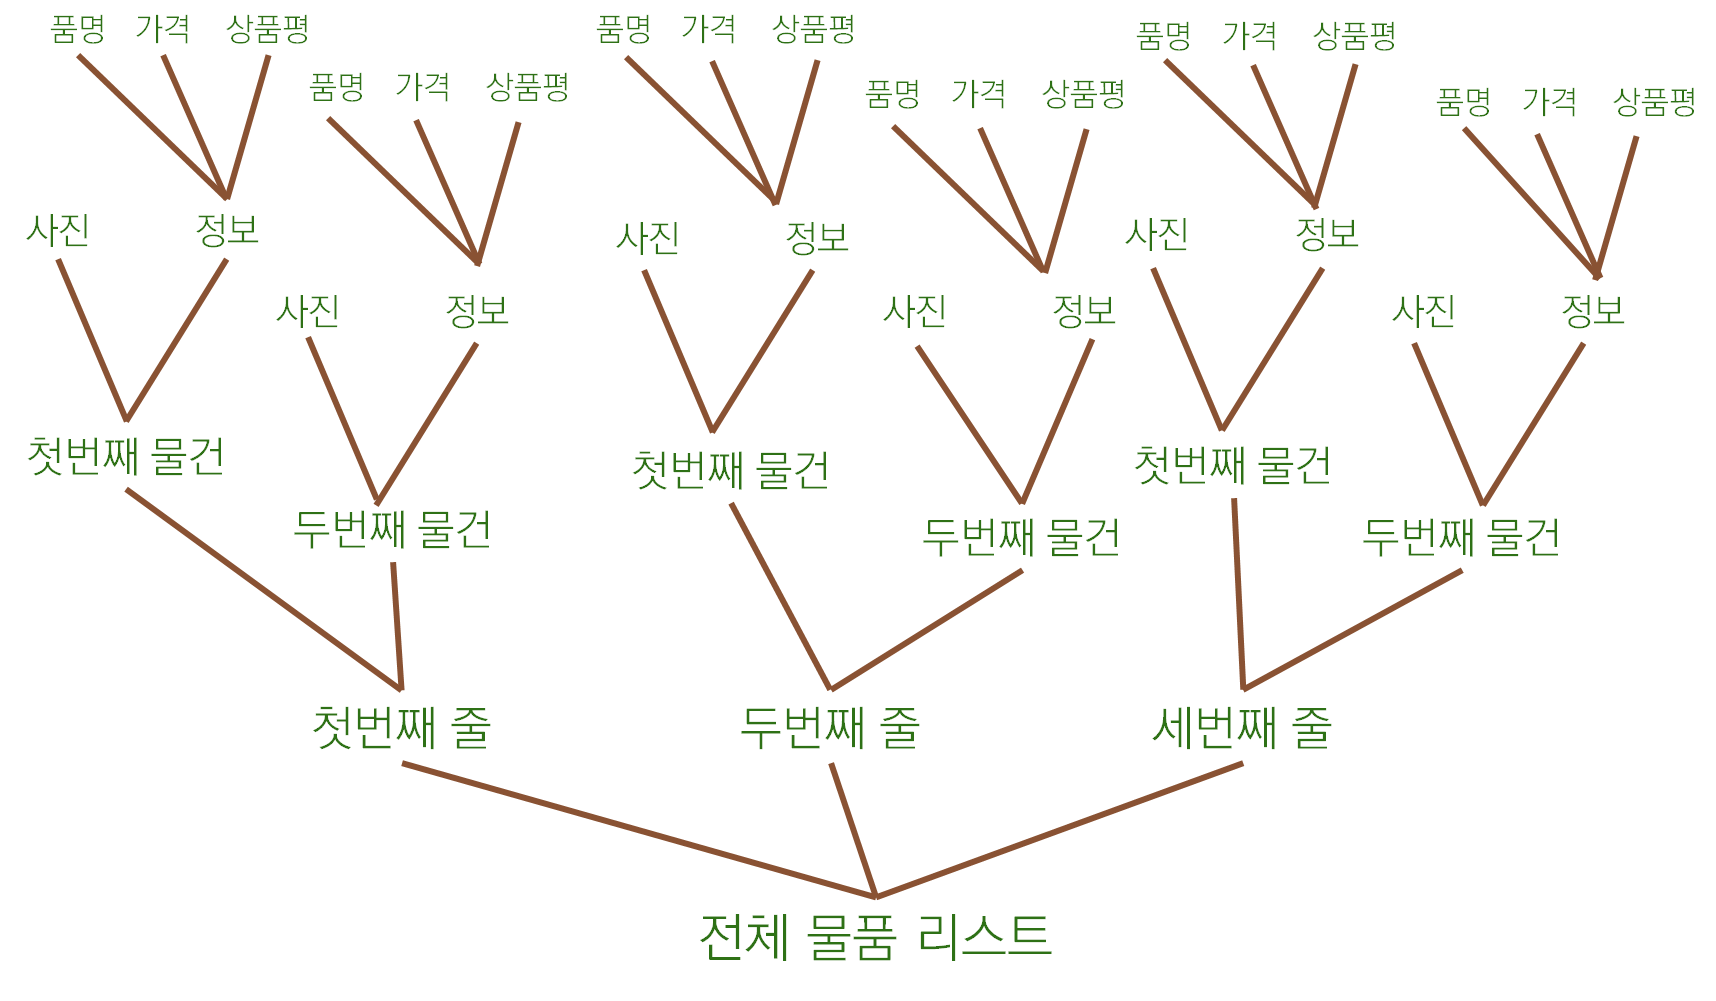 품명 가격 상품평 품명 가격 상품평 품명 가격 상품평
품명 가격 상품평 품명 가격 상품평 품명 가격 상품평
사진 정보 사진 정보 사진 정보
사진 정보 사진 정보 사진 정보
첫번째 물건 첫번째 물건 첫번째 물건
두번째 물건 두번째 물건 두번째 물건
첫번째 줄 두번째 줄 세번째 줄
전체 물품 리스트